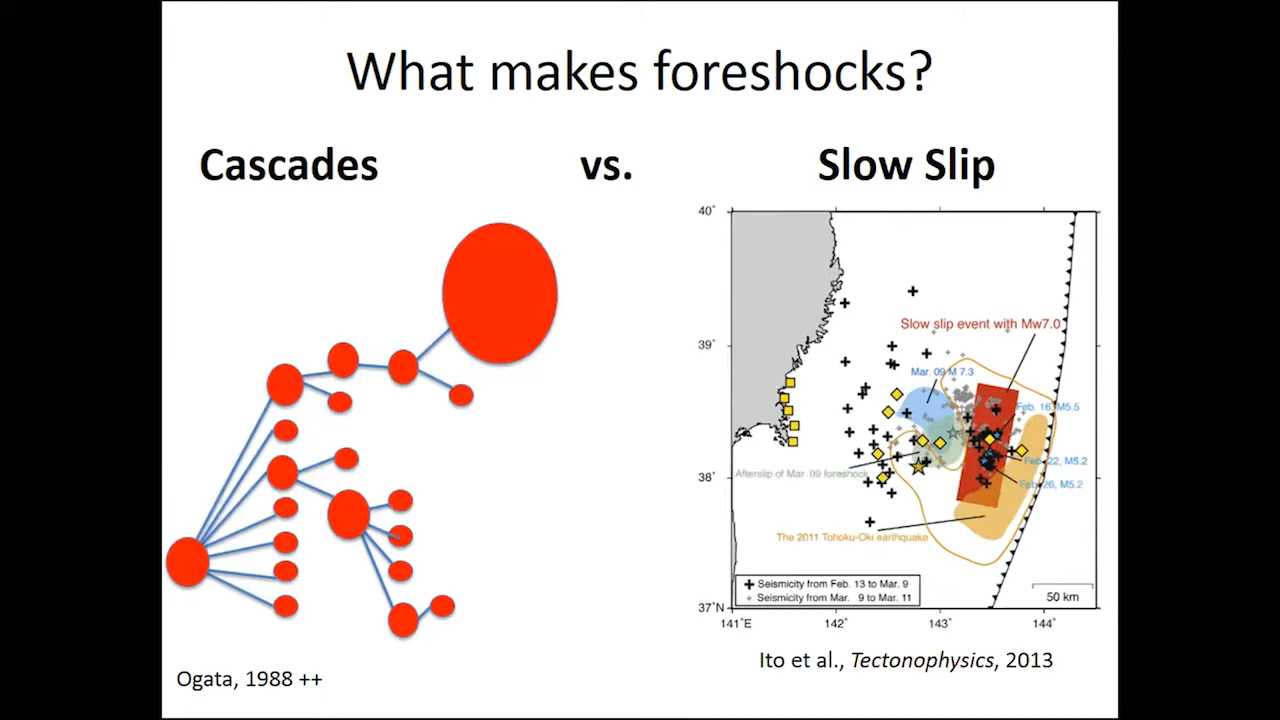 What makes foreshocks?
Cascades vs. Slow Slip
40°
Slow slip event with Mw7.0
39°
Mar. 09 M 7.3
Feb. 16, M5.5
Feb. 22, M5.2
Afterslip of Mar. 09 foreshock
38°
Feb. 26, M5.2
The 2011 Tohoku-Oki earthquake
Seismicity from Feb. 13 to Mar. 9
Seismicity from Mar. 9 to Mar. 11
50 km
37°N
141°E 142° 143° 144°
Ito et al., Tectonophysics, 2013
Ogata, 1988 ++